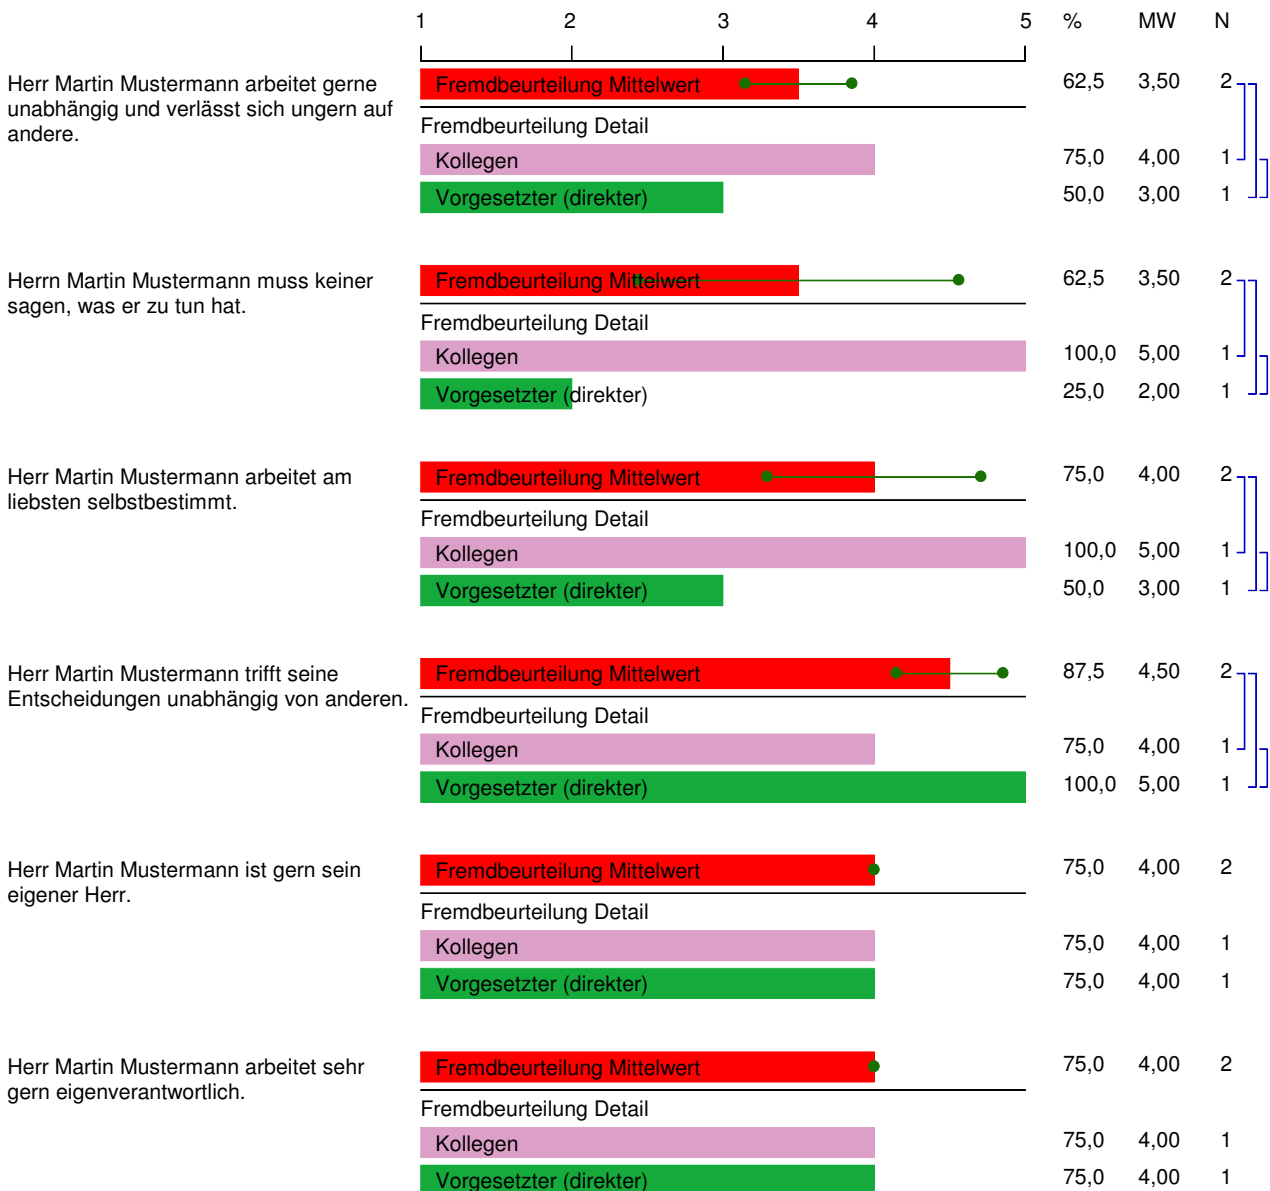 1 2 3 4 5 % MW N
Herr Martin Mustermann arbeitet gerne
unabhängig und verlässt sich ungern auf
andere.
Fremdbeurteilung Mittelwert 62,5 3,50 2
Fremdbeurteilung Detail
Kollegen 75,0 4,00 1
Vorgesetzter (direkter) 50,0 3,00 1
Herrn Martin Mustermann muss keiner
sagen, was er zu tun hat.
Fremdbeurteilung Mittelwert 62,5 3,50 2
Fremdbeurteilung Detail
Kollegen 100,0 5,00 1
Vorgesetzter (direkter) 25,0 2,00 1
Herr Martin Mustermann arbeitet am
liebsten selbstbestimmt.
Fremdbeurteilung Mittelwert 75,0 4,00 2
Fremdbeurteilung Detail
Kollegen 100,0 5,00 1
Vorgesetzter (direkter) 50,0 3,00 1
Herr Martin Mustermann trifft seine
Entscheidungen unabhängig von anderen.
Fremdbeurteilung Mittelwert 87,5 4,50 2
Fremdbeurteilung Detail
Kollegen 75,0 4,00 1
Vorgesetzter (direkter) 100,0 5,00 1
Herr Martin Mustermann ist gern sein
eigener Herr.
Fremdbeurteilung Mittelwert 75,0 4,00 2
Fremdbeurteilung Detail
Kollegen 75,0 4,00 1
Vorgesetzter (direkter) 75,0 4,00 1
Herr Martin Mustermann arbeitet sehr
gern eigenverantwortlich.
Fremdbeurteilung Mittelwert 75,0 4,00 2
Fremdbeurteilung Detail
Kollegen 75,0 4,00 1
Vorgesetzter (direkter) 75,0 4,00 1